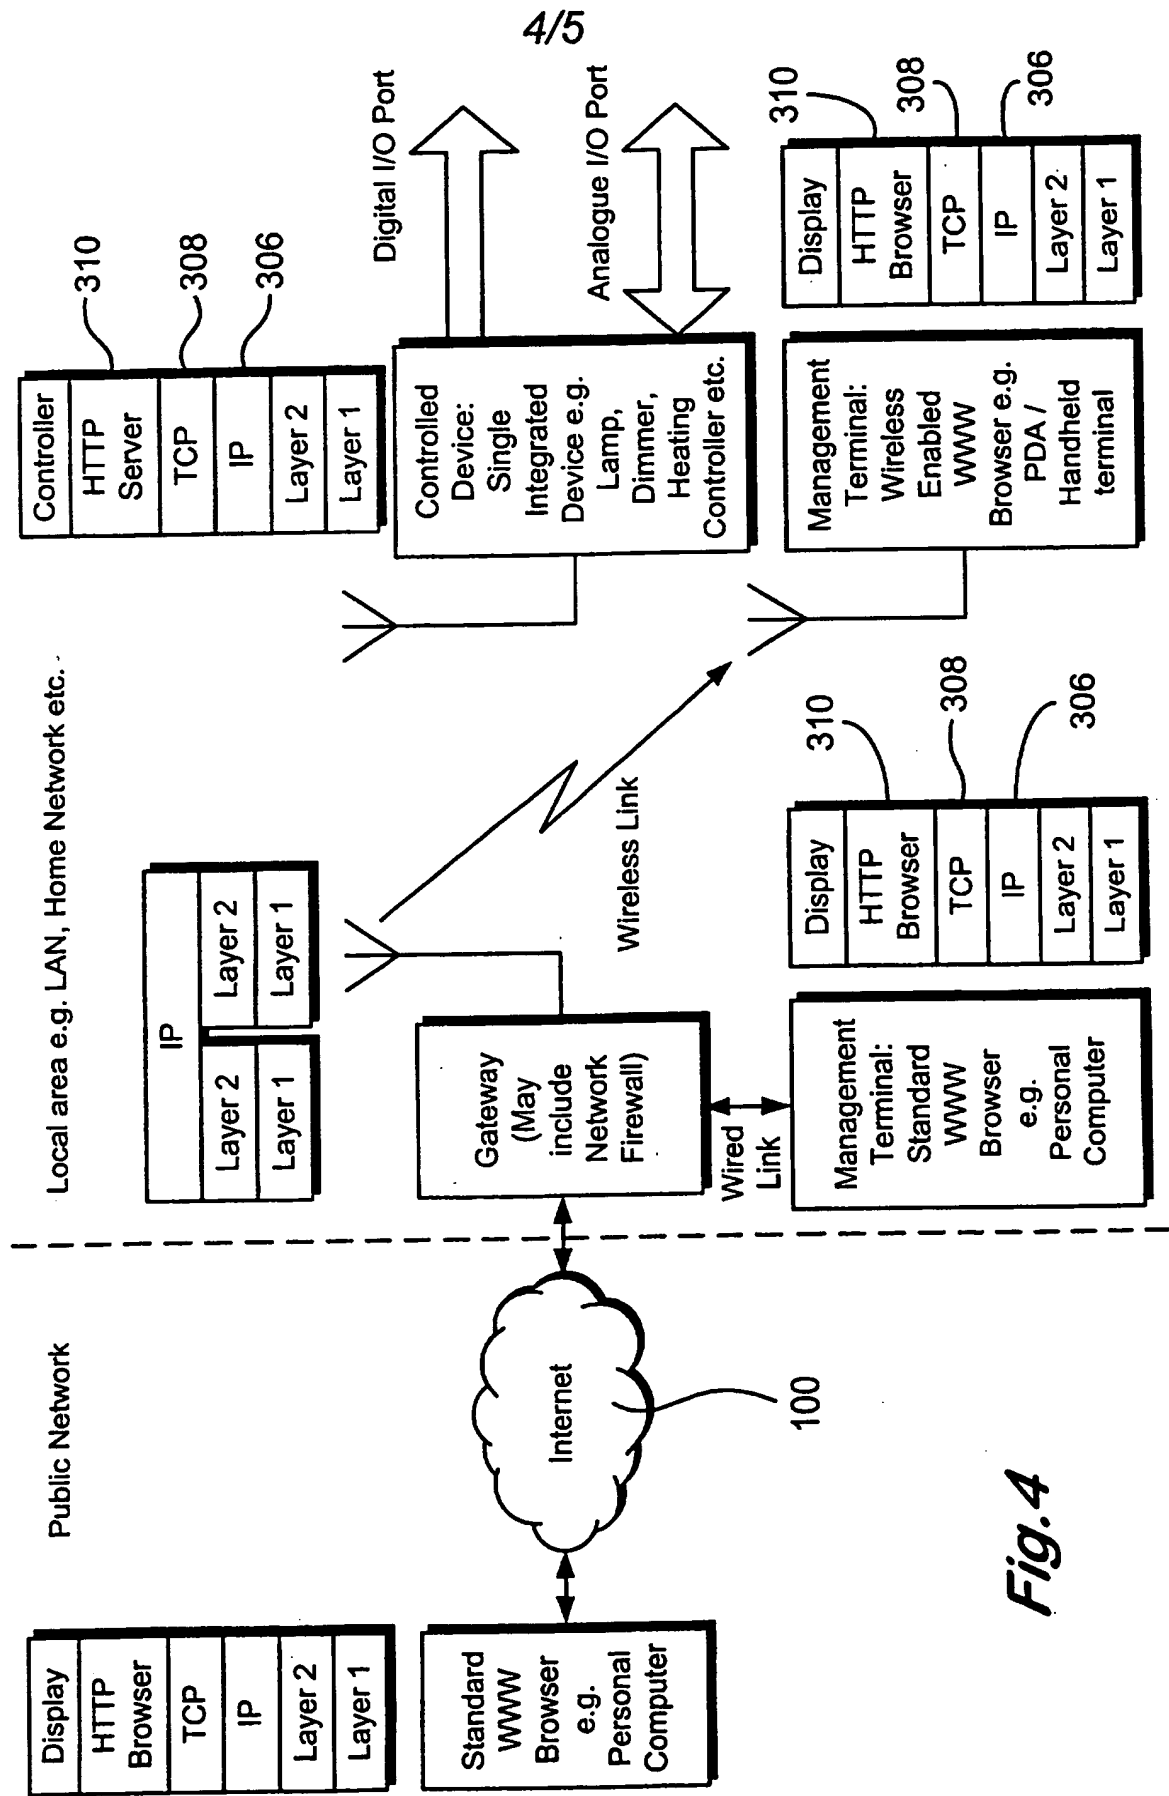 4/5
Public Network
Local area e.g. LAN, Home Network etc.
Display
HTTP
Browser
TCP
IP
Layer 2
Layer 1
Standard
WWW
Browser
e.g.
Personal
Computer
Internet
100
IP
Layer 2
Layer 2
Layer 1
Layer 1
Gateway
(May
include
Network
Firewall)
Wireless Link
Wired
Link
Management
Terminal:
Standard
WWW
Browser
e.g.
Personal
Computer
Display
HTTP
Browser
TCP
IP
Layer 2
Layer 1
310
308
306
Controller
HTTP
Server
TCP
IP
Layer 2
Layer 1
310
308
306
Controlled
Device:
Single
Integrated
Device e.g.
Lamp,
Dimmer,
Heating
Controller etc.
Digital I/O Port
Analogue I/O Port
Management
Terminal:
Wireless
Enabled
WWW
Browser e.g.
PDA /
Handheld
terminal
Display
HTTP
Browser
TCP
IP
Layer 2
Layer 1
310
308
306
Fig.4